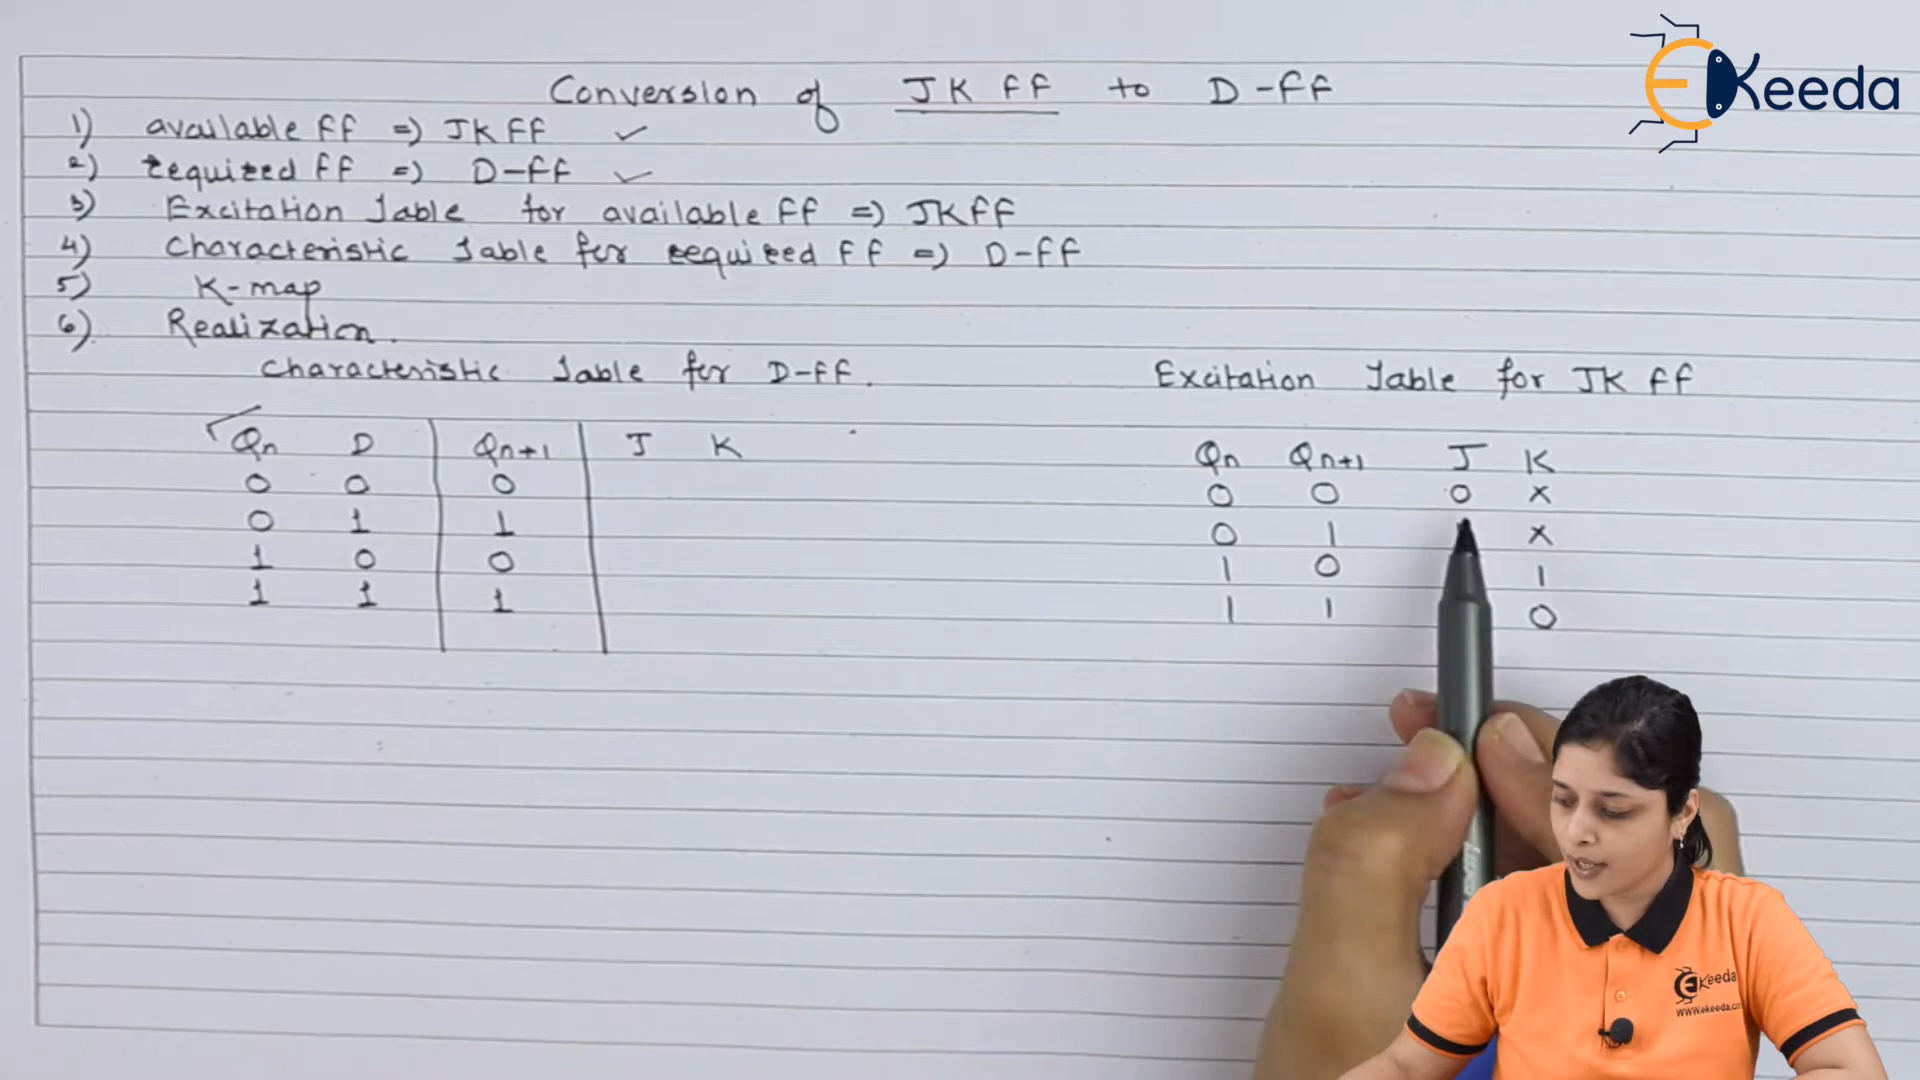 Conversion of JK FF to D-FF
EKeeda
1) available FF => JKFF ✓
2) required FF => D-FF ✓
3) Excitation Table for available FF => JKFF
4) Characteristic Table for required FF => D-FF
5) K-map
6) Realization.
Characteristic Table for D-FF.
Excitation Table for JK FF
Qn D Qn+1 J K
0 0 0
0 1 1
1 0 0
1 1 1
Qn Qn+1 J K
0 0 0 x
0 1 x
1 0 1
1 1 0
EKeeda